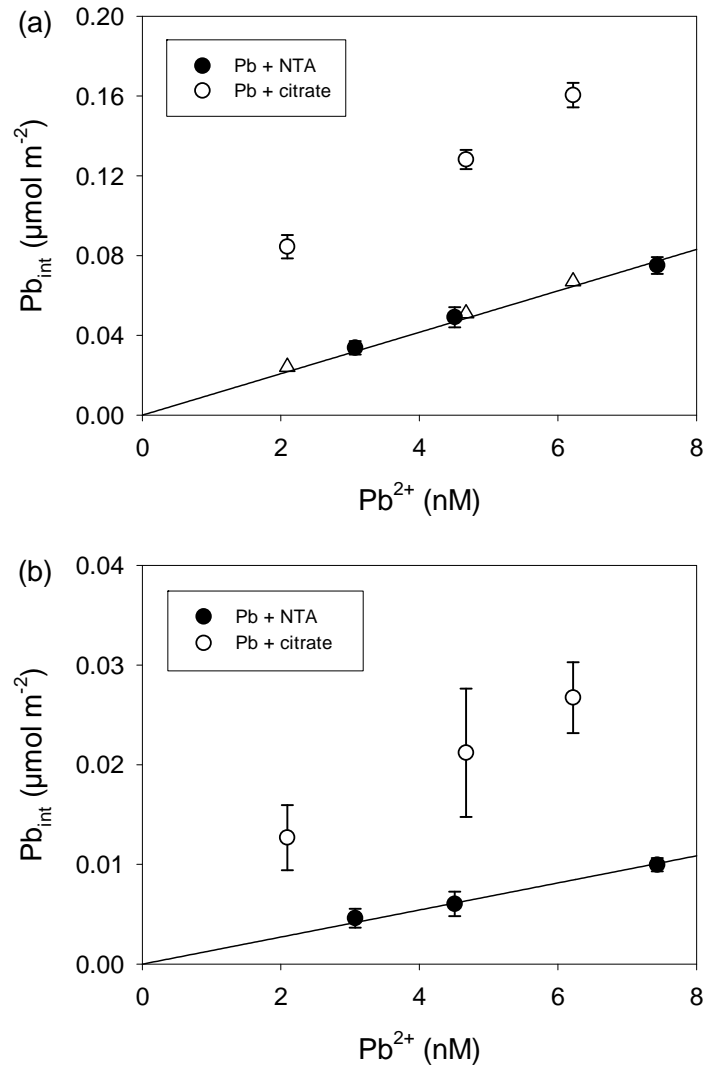 (a)
0.20
0.16
0.12
0.08
0.04
0.00
Pb + NTA
Pb + citrate
Pbint (µmol m-2)
0 2 4 6 8
Pb2+ (nM)
(b)
0.04
0.03
0.02
0.01
0.00
Pb + NTA
Pb + citrate
Pbint (µmol m-2)
0 2 4 6 8
Pb2+ (nM)